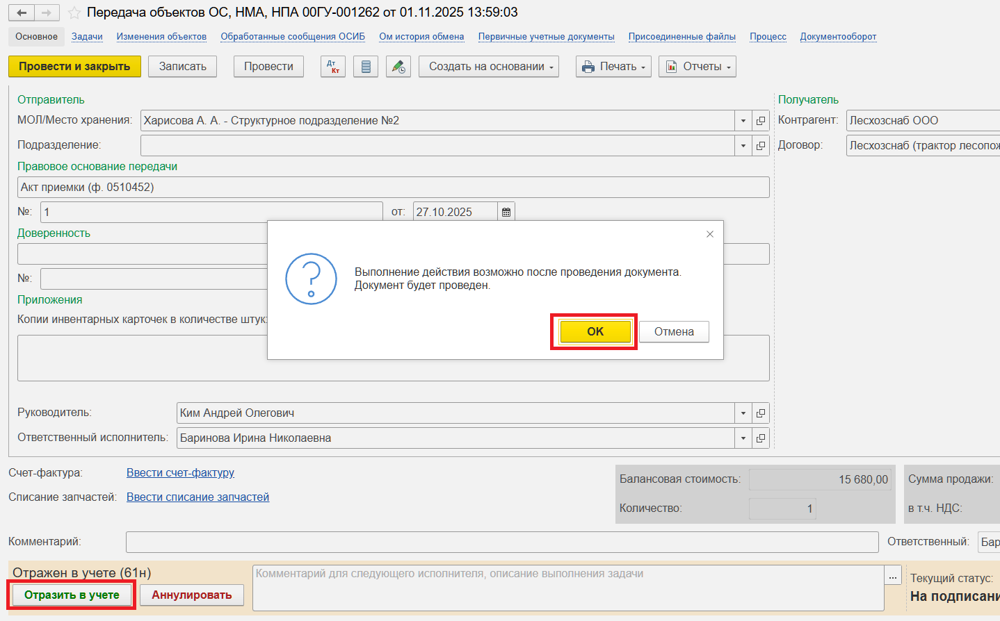 Передача объектов ОС, НМА, НПА 00ГУ-001262 от 01.11.2025 13:59:03
Основное Задачи Изменения объектов Обработанные сообщения ОСИБ Ом история обмена Первичные учетные документы Присоединенные файлы Процесс Документооборот
Провести и закрыть Записать Провести Дт Кт Создать на основании Печать Отчеты
Отправитель Получатель
МОЛ/Место хранения: Харисова А. А. - Структурное подразделение №2 Контрагент: Лесхозснаб ООО
Подразделение: Договор: Лесхозснаб (трактор лесопож
Правовое основание передачи
Акт приемки (ф. 0510452)
№: 1 от: 27.10.2025
Доверенность
№:
Приложения
Копии инвентарных карточек в количестве штук:
Выполнение действия возможно после проведения документа.
Документ будет проведен.
OK Отмена
Руководитель: Ким Андрей Олегович
Ответственный исполнитель: Баринова Ирина Николаевна
Счет-фактура: Ввести счет-фактуру Балансовая стоимость: 15 680,00 Сумма продажи:
Списание запчастей: Ввести списание запчастей Количество: 1 в т.ч. НДС:
Комментарий: Ответственный: Бар
Отражен в учете (61н) Комментарий для следующего исполнителя, описание выполнения задачи ... Текущий статус:
Отразить в учете Аннулировать На подписани